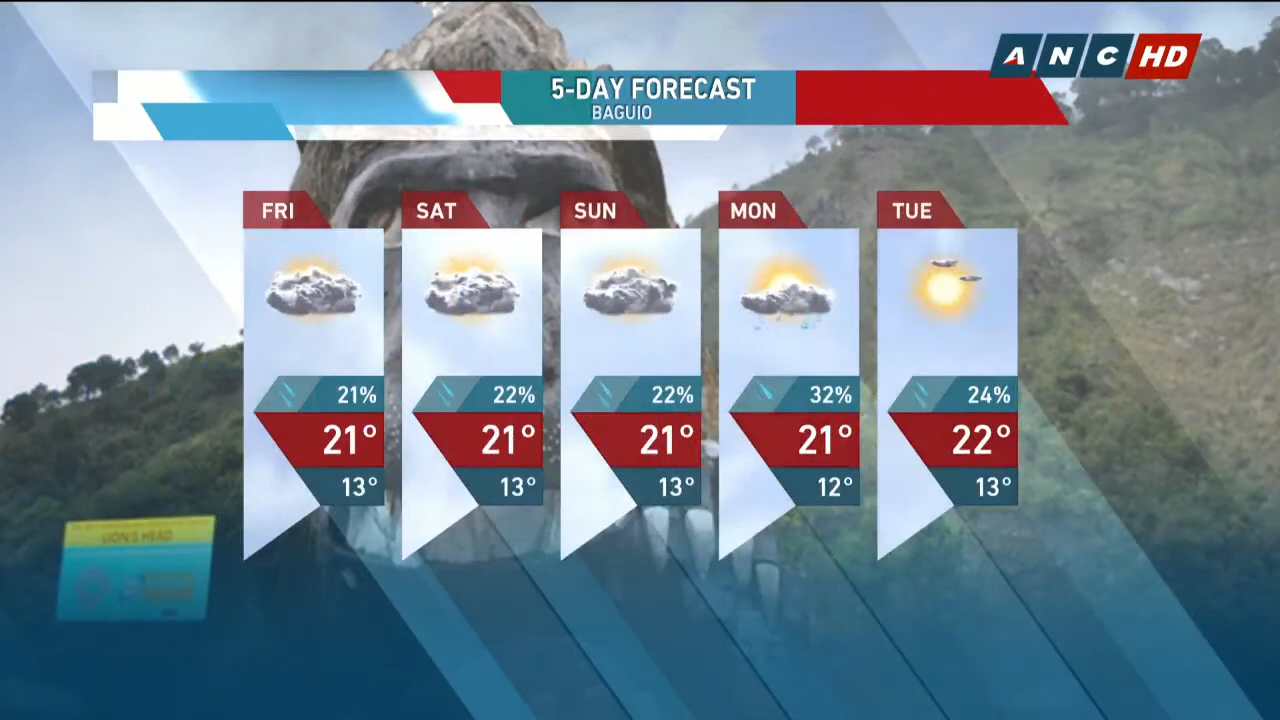 ANC HD
5-DAY FORECAST
BAGUIO
FRI
21%
21°
13°
SAT
22%
21°
13°
SUN
22%
21°
13°
MON
32%
21°
12°
TUE
24%
22°
13°
LION'S HEAD